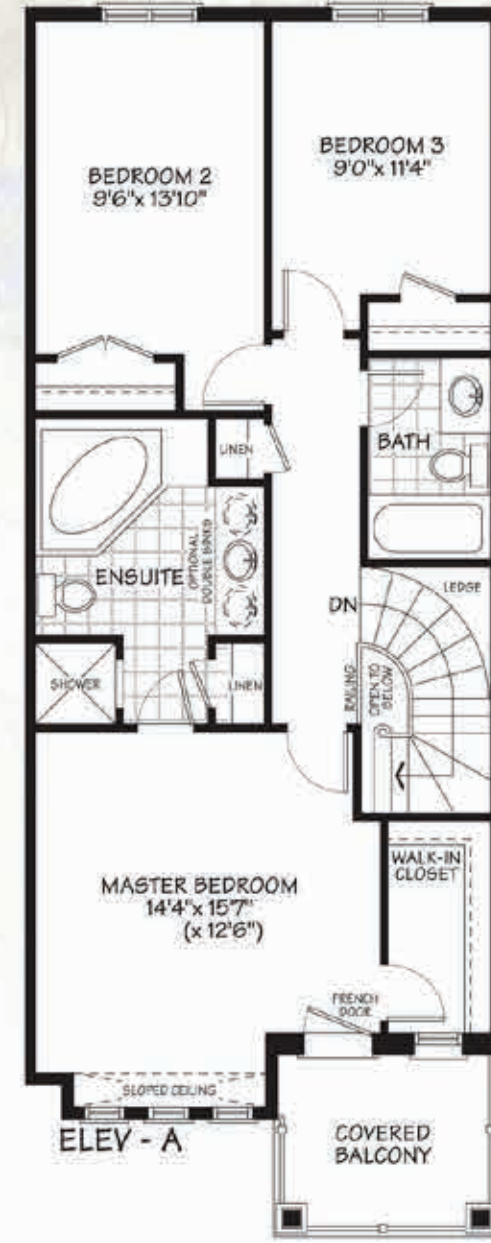 BEDROOM 2
9'6"x 13'10"
BEDROOM 3
9'0"x 11'4"
LINEN
BATH
ENSUITE
OPTIONAL
DOUBLE SINKS
DN
LEDGE
SHOWER
LINEN
RAILING
OPEN TO
BELOW
MASTER BEDROOM
14'4"x 15'7"
(x 12'6")
WALK-IN
CLOSET
FRENCH
DOOR
SLOPED CEILING
ELEV - A
COVERED
BALCONY